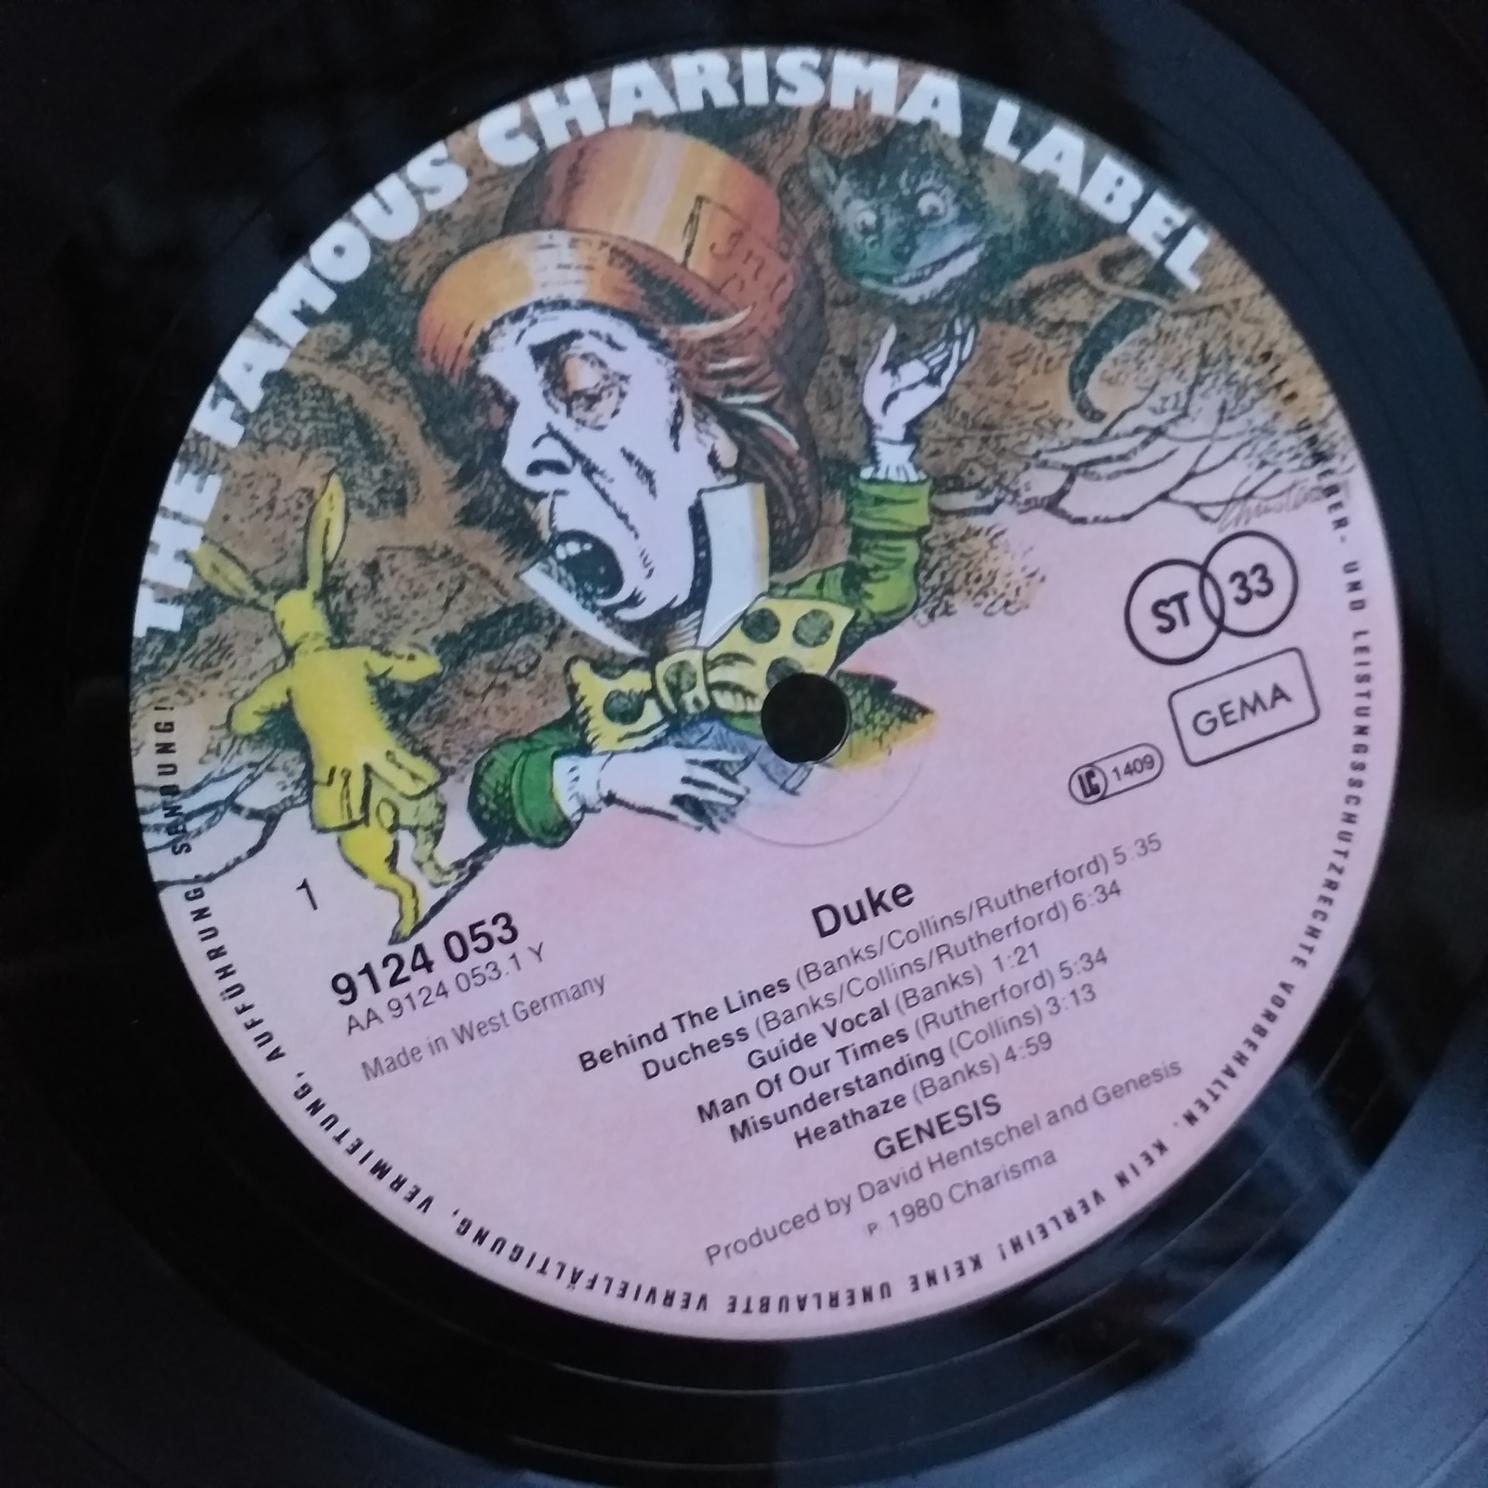 THE FAMOUS CHARISMA LABEL
ST 33
GEMA
LC 1409
1
9124 053
AA 9124 053.1 Y
Made in West Germany
Duke
Behind The Lines (Banks/Collins/Rutherford) 5:35
Duchess (Banks/Collins/Rutherford) 6:34
Guide Vocal (Banks) 1:21
Man Of Our Times (Rutherford) 5:34
Misunderstanding (Collins) 3:13
Heathaze (Banks) 4:59
GENESIS
Produced by David Hentschel and Genesis
P 1980 Charisma
ALLE URHEBER- UND LEISTUNGSSCHUTZRECHTE VORBEHALTEN. KEIN VERLEIH! KEINE UNERLAUBTE VERVIELFÄLTIGUNG, VERMIETUNG, AUFFÜHRUNG, SENDUNG!